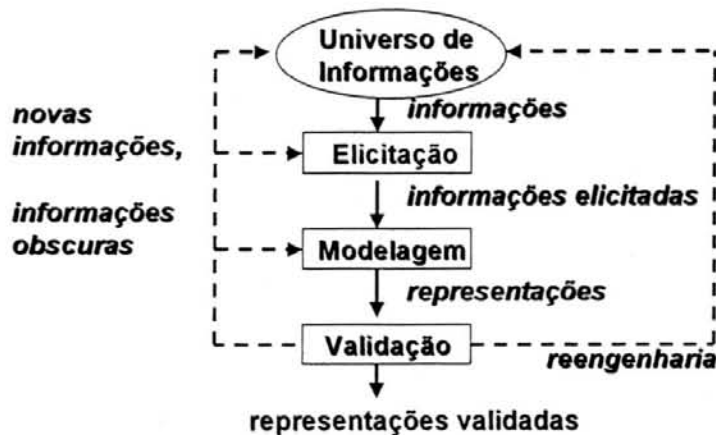 Universo de
Informações
informações
novas
informações,
Elicitação
informações elicitadas
informações
obscuras
Modelagem
representações
Validação
reengenharia
representações validadas